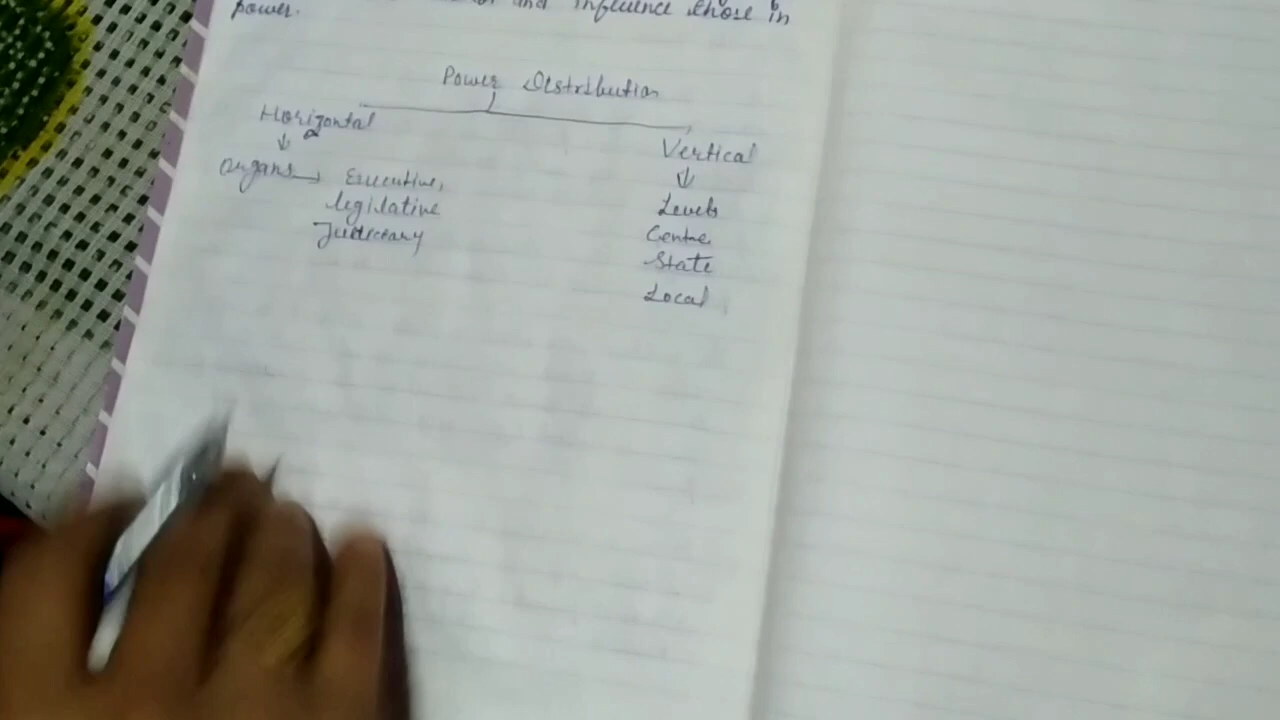 and influence those in
power.
Power Distribution
Horizontal
Vertical
↓
↓
Organs → Executive,
legislative
Judiciary
Levels
Centre
State
Local